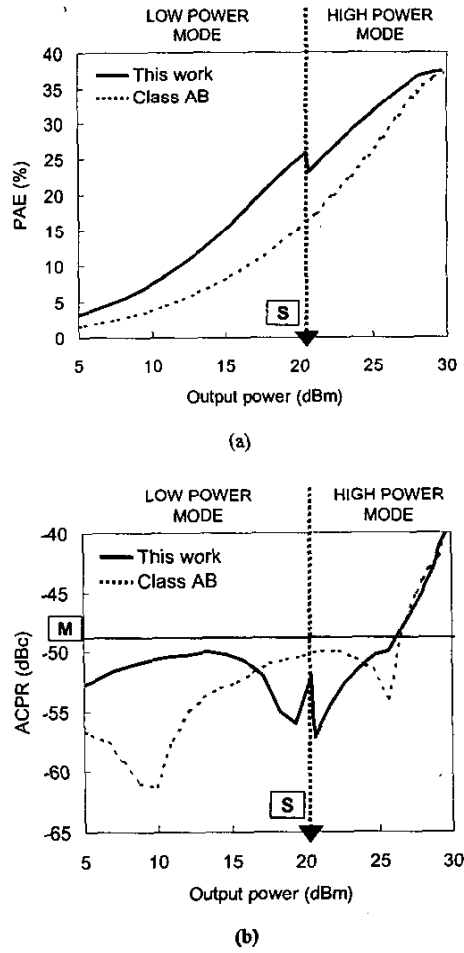 LOW POWER MODE
HIGH POWER MODE
This work
Class AB
PAE (%)
40
35
30
25
20
15
10
5
0
S
5
10
15
20
25
30
Output power (dBm)
(a)
LOW POWER MODE
HIGH POWER MODE
This work
Class AB
M
ACPR (dBc)
-40
-45
-50
-55
-60
-65
S
5
10
15
20
25
30
Output power (dBm)
(b)